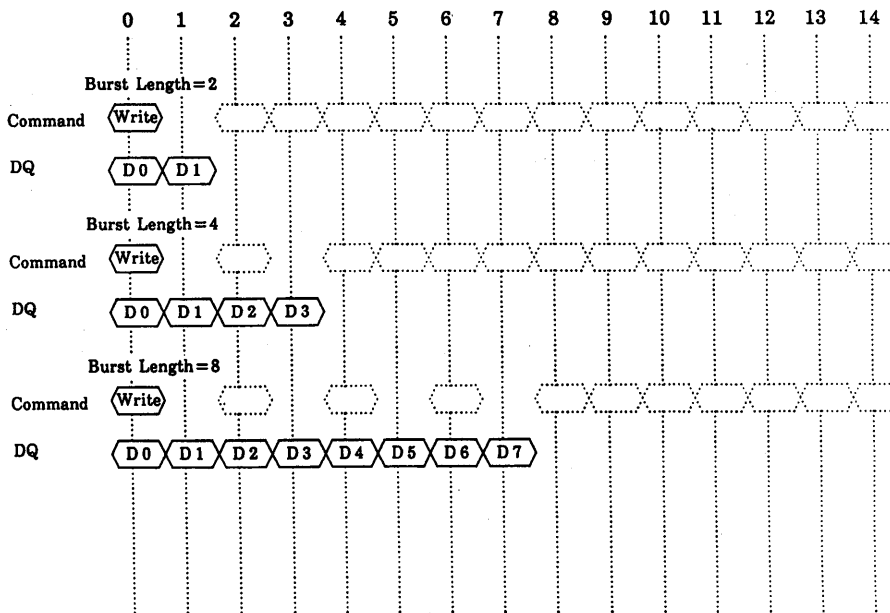 0 1 2 3 4 5 6 7 8 9 10 11 12 13 14
Burst Length=2
Command Write
DQ D0 D1
Burst Length=4
Command Write
DQ D0 D1 D2 D3
Burst Length=8
Command Write
DQ D0 D1 D2 D3 D4 D5 D6 D7